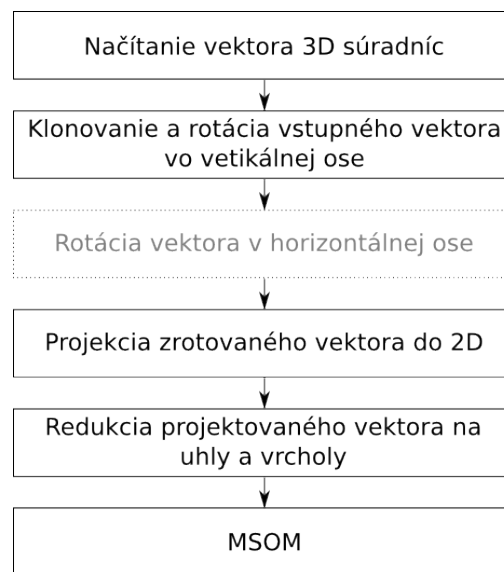 Načítanie vektora 3D súradníc
Klonovanie a rotácia vstupného vektora
vo vetikálnej ose
Rotácia vektora v horizontálnej ose
Projekcia zrotovaného vektora do 2D
Redukcia projektovaného vektora na
uhly a vrcholy
MSOM